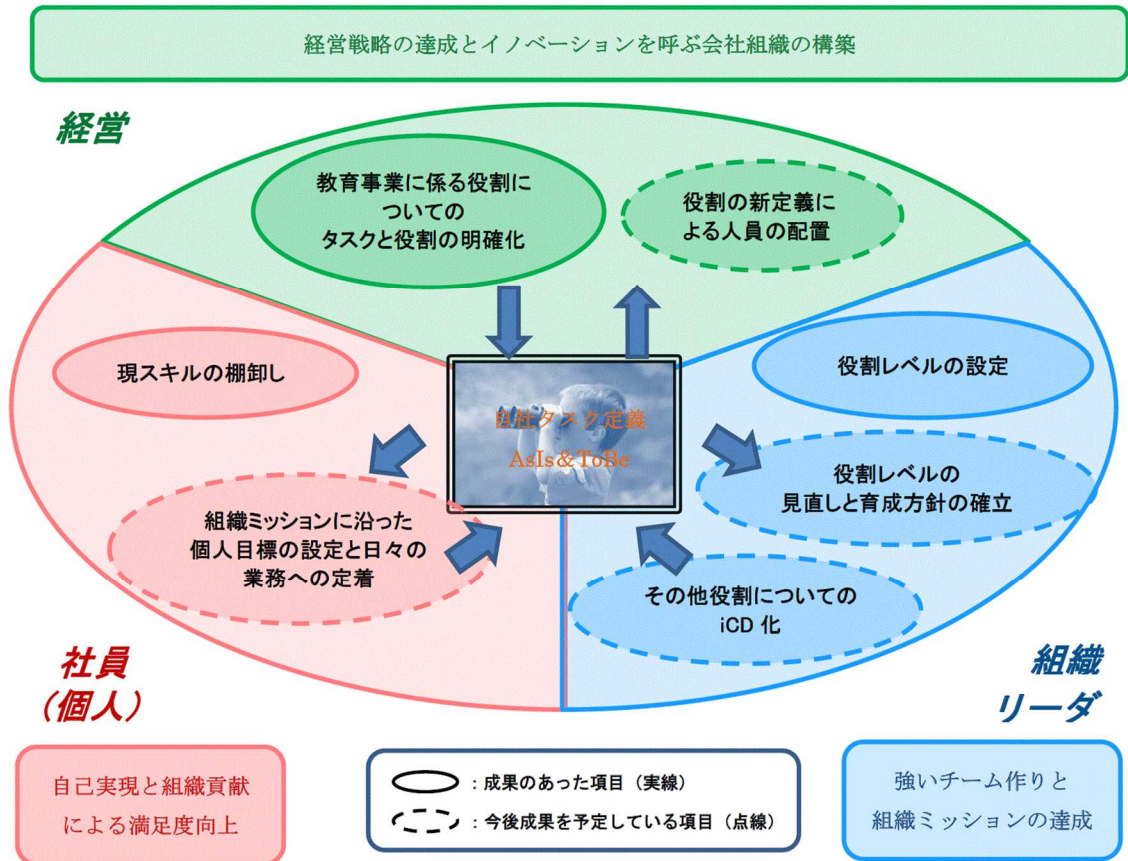 経営戦略の達成とイノベーションを呼ぶ会社組織の構築
経営
教育事業に係る役割に
ついての
タスクと役割の明確化
役割の新定義に
よる人員の配置
現スキルの棚卸し
役割レベルの設定
自社タスク定義
AsIs&ToBe
役割レベルの
見直しと育成方針の確立
組織ミッションに沿った
個人目標の設定と日々の
業務への定着
その他役割についての
iCD 化
社員
（個人）
組織
リーダ
自己実現と組織貢献
による満足度向上
：成果のあった項目（実線）
：今後成果を予定している項目（点線）
強いチーム作りと
組織ミッションの達成